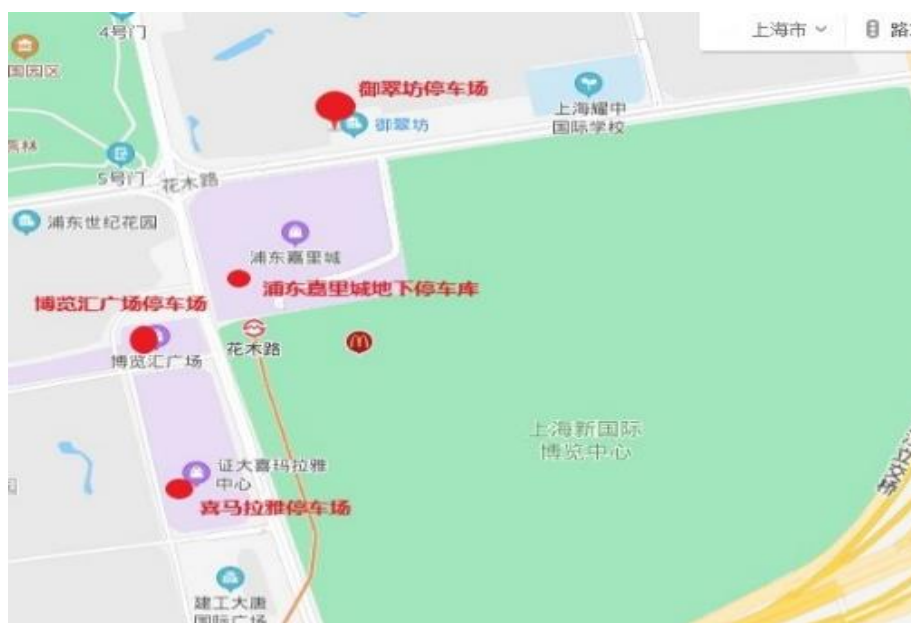 4号门
上海市
路
国园区
御翠坊停车场
御翠坊
上海耀中
国际学校
5号门
花木路
浦东世纪花园
浦东嘉里城
浦东嘉里城地下停车库
博览汇广场停车场
花木路
博览汇广场
上海新国际
博览中心
证大喜玛拉雅
中心
喜马拉雅停车场
立交桥
建工大唐
国际广场